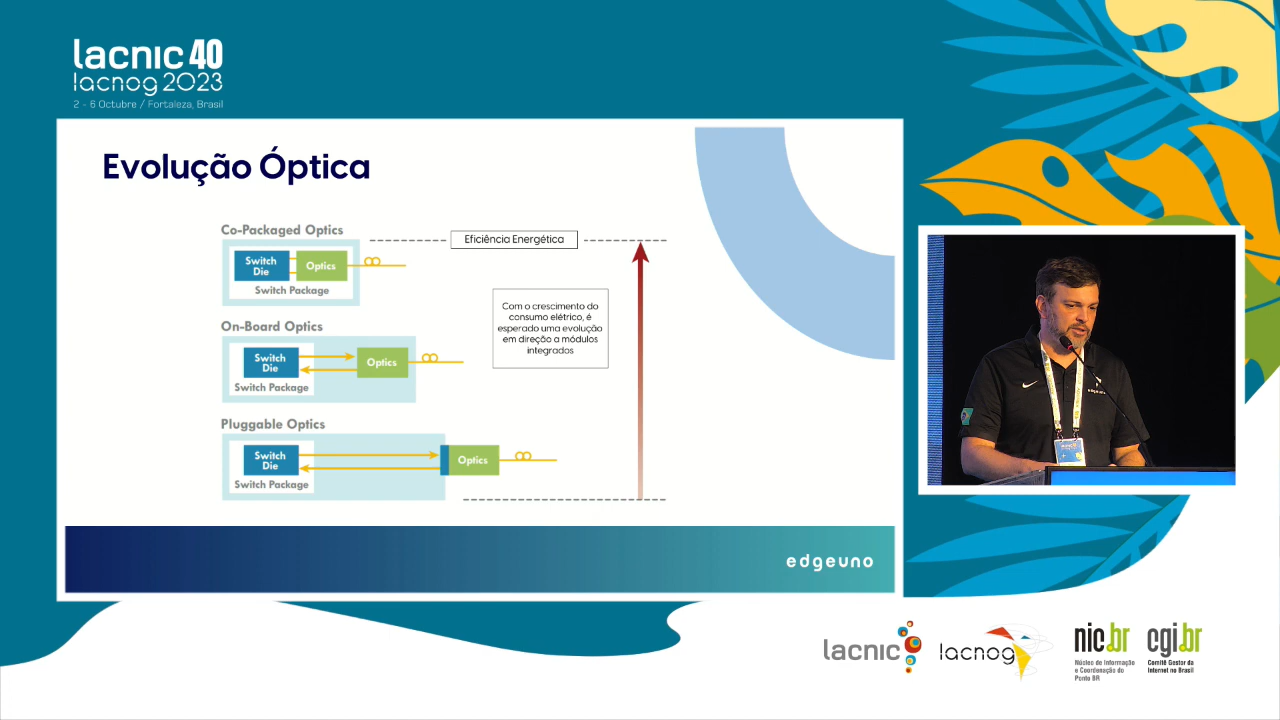 lacnic 40
lacnog 2023
2 - 6 Octubre / Fortaleza, Brasil
Evolução Óptica
Co-Packaged Optics
Switch
Die
Optics
Switch Package
Eficiência Energética
Com o crescimento do
consumo elétrico, é
esperado uma evolução
em direção a módulos
integrados
On-Board Optics
Switch
Die
Optics
Switch Package
Pluggable Optics
Switch
Die
Optics
Switch Package
edgeuno
lacnic
lacnog
nic.br
Núcleo de Informação
e Coordenação do
Ponto BR
cgi.br
Comitê Gestor da
Internet no Brasil